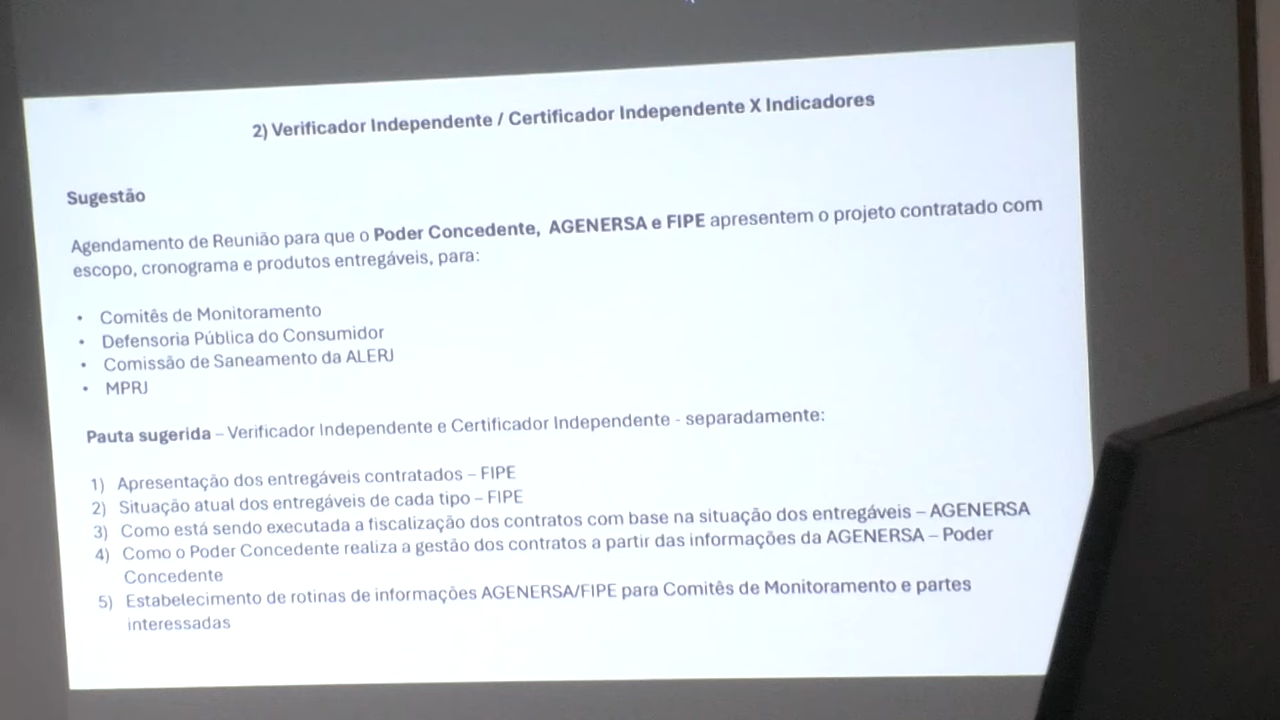 2) Verificador Independente / Certificador Independente X Indicadores
Sugestão
Agendamento de Reunião para que o Poder Concedente, AGENERSA e FIPE apresentem o projeto contratado com
escopo, cronograma e produtos entregáveis, para:
• Comitês de Monitoramento
• Defensoria Pública do Consumidor
• Comissão de Saneamento da ALERJ
• MPRJ
Pauta sugerida – Verificador Independente e Certificador Independente - separadamente:
1) Apresentação dos entregáveis contratados – FIPE
2) Situação atual dos entregáveis de cada tipo – FIPE
3) Como está sendo executada a fiscalização dos contratos com base na situação dos entregáveis – AGENERSA
4) Como o Poder Concedente realiza a gestão dos contratos a partir das informações da AGENERSA – Poder
Concedente
5) Estabelecimento de rotinas de informações AGENERSA/FIPE para Comitês de Monitoramento e partes
interessadas